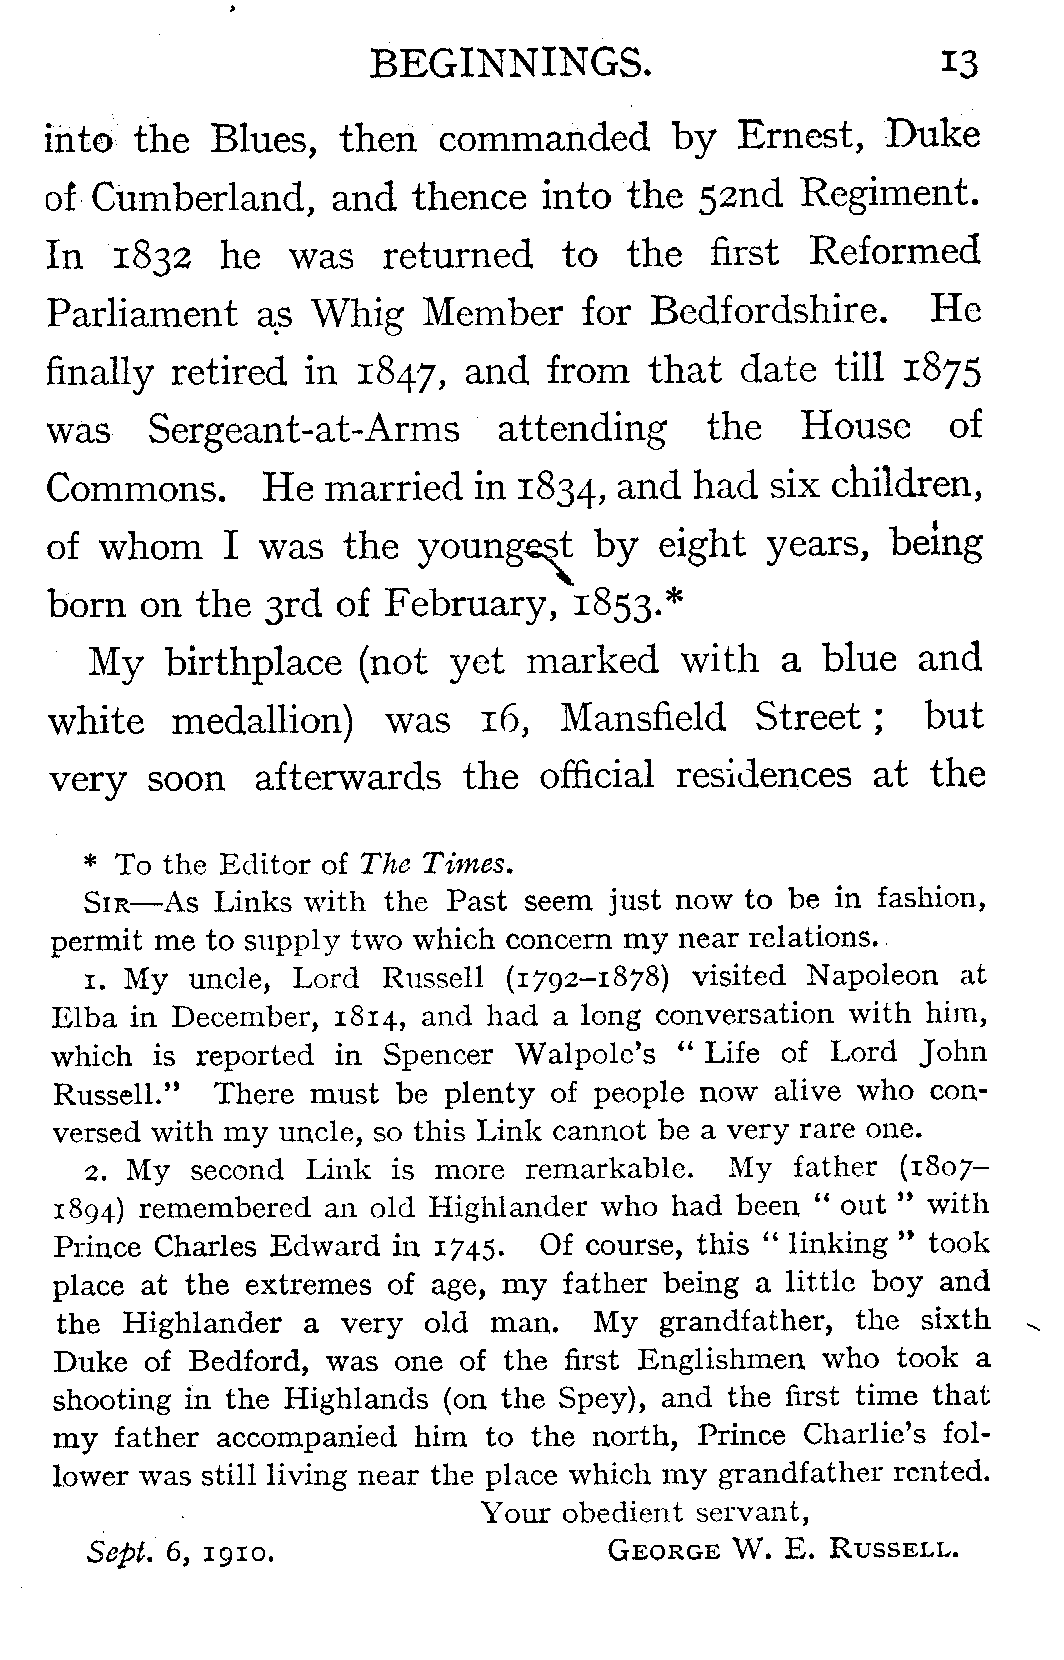 BEGINNINGS. 13
into the Blues, then commanded by Ernest, Duke
of Cumberland, and thence into the 52nd Regiment.
In 1832 he was returned to the first Reformed
Parliament as Whig Member for Bedfordshire. He
finally retired in 1847, and from that date till 1875
was Sergeant-at-Arms attending the House of
Commons. He married in 1834, and had six children,
of whom I was the youngest by eight years, being
born on the 3rd of February, 1853.*
My birthplace (not yet marked with a blue and
white medallion) was 16, Mansfield Street ; but
very soon afterwards the official residences at the
* To the Editor of The Times.
SIR—As Links with the Past seem just now to be in fashion,
permit me to supply two which concern my near relations.
1. My uncle, Lord Russell (1792–1878) visited Napoleon at
Elba in December, 1814, and had a long conversation with him,
which is reported in Spencer Walpole's " Life of Lord John
Russell." There must be plenty of people now alive who con-
versed with my uncle, so this Link cannot be a very rare one.
2. My second Link is more remarkable. My father (1807–
1894) remembered an old Highlander who had been " out " with
Prince Charles Edward in 1745. Of course, this " linking " took
place at the extremes of age, my father being a little boy and
the Highlander a very old man. My grandfather, the sixth
Duke of Bedford, was one of the first Englishmen who took a
shooting in the Highlands (on the Spey), and the first time that
my father accompanied him to the north, Prince Charlie's fol-
lower was still living near the place which my grandfather rented.
Your obedient servant,
Sept. 6, 1910. GEORGE W. E. RUSSELL.